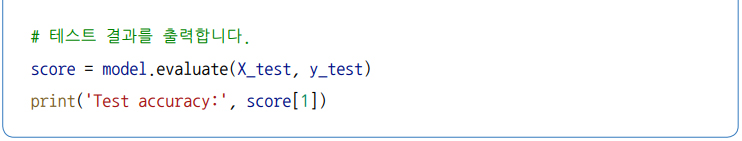 # 테스트 결과를 출력합니다.
score = model.evaluate(X_test, y_test)
print('Test accuracy:', score[1])